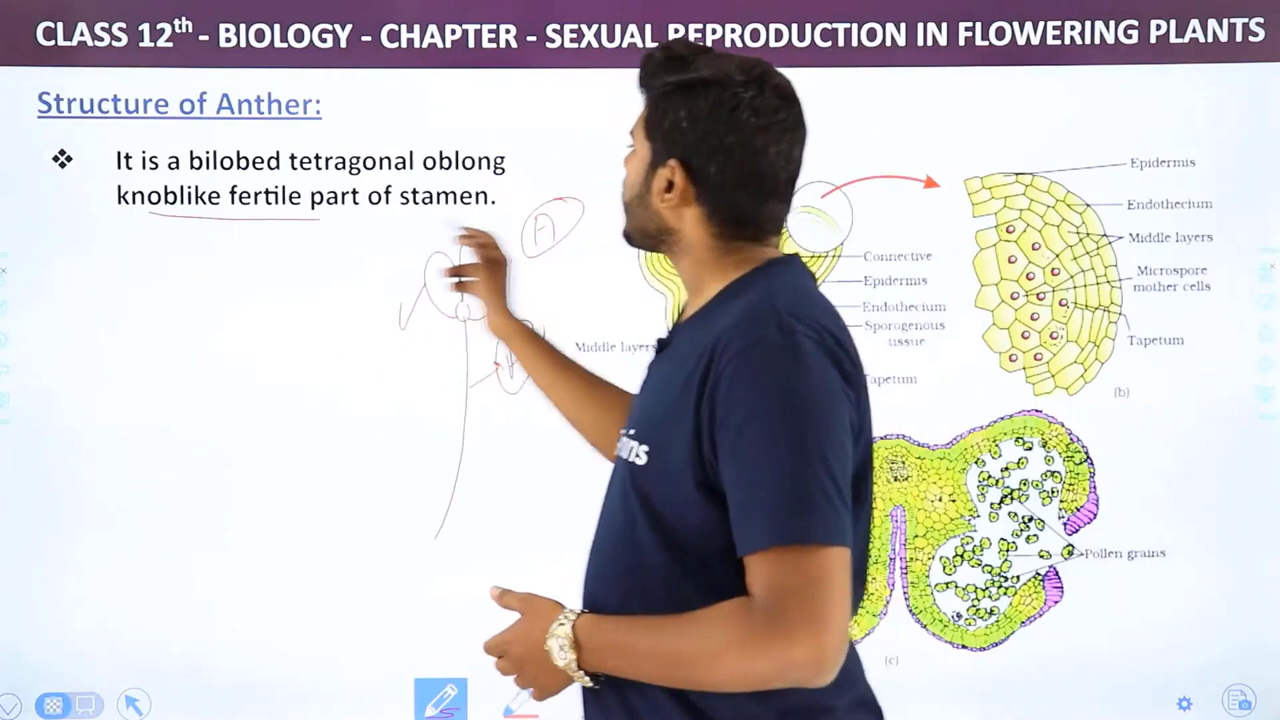 CLASS 12th - BIOLOGY - CHAPTER - SEXUAL REPRODUCTION IN FLOWERING PLANTS
Structure of Anther:
❖ It is a bilobed tetragonal oblong
knoblike fertile part of stamen.
A
Connective
Epidermis
Endothecium
Sporogenous
tissue
Middle layers
Tapetum
Epidermis
Endothecium
Middle layers
Microspore
mother cells
Tapetum
(b)
Pollen grains
(c)